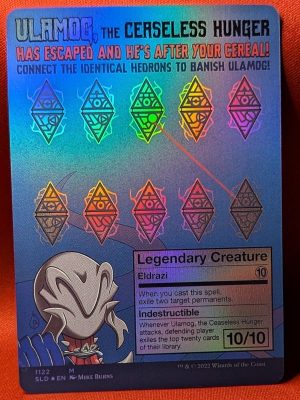 ULAMOG, THE CEASELESS HUNGER
HAS ESCAPED AND HE'S AFTER YOUR CEREAL!
CONNECT THE IDENTICAL HEDRONS TO BANISH ULAMOG!
Legendary Creature
Eldrazi 10
When you cast this spell,
exile two target permanents.
Indestructible
Whenever Ulamog, the Ceaseless Hunger
attacks, defending player
exiles the top twenty cards
of their library.
10/10
1122 M
SLD ★ EN Mike Burns
™ & © 2022 Wizards of the Coast